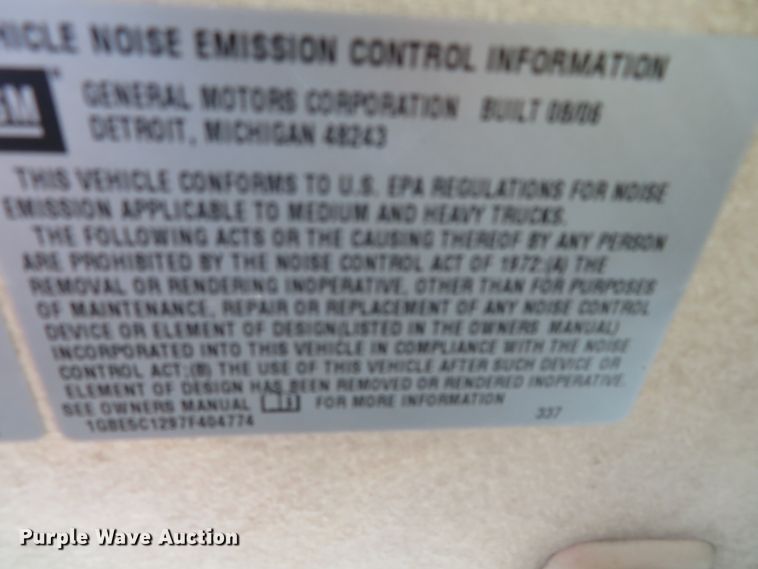 HICLE NOISE EMISSION CONTROL INFORMATION
GM
GENERAL MOTORS CORPORATION BUILT 08/06
DETROIT, MICHIGAN 48243
THIS VEHICLE CONFORMS TO U.S. EPA REGULATIONS FOR NOISE
EMISSION APPLICABLE TO MEDIUM AND HEAVY TRUCKS.
THE FOLLOWING ACTS OR THE CAUSING THEREOF BY ANY PERSON
ARE PROHIBITED BY THE NOISE CONTROL ACT OF 1972:(A) THE
REMOVAL OR RENDERING INOPERATIVE, OTHER THAN FOR PURPOSES
OF MAINTENANCE, REPAIR OR REPLACEMENT OF ANY NOISE CONTROL
DEVICE OR ELEMENT OF DESIGN(LISTED IN THE OWNERS MANUAL)
INCORPORATED INTO THIS VEHICLE IN COMPLIANCE WITH THE NOISE
CONTROL ACT;(B) THE USE OF THIS VEHICLE AFTER SUCH DEVICE OR
ELEMENT OF DESIGN HAS BEEN REMOVED OR RENDERED INOPERATIVE.
SEE OWNERS MANUAL FOR MORE INFORMATION
1GBE5C1297F404774 337
Purple Wave Auction